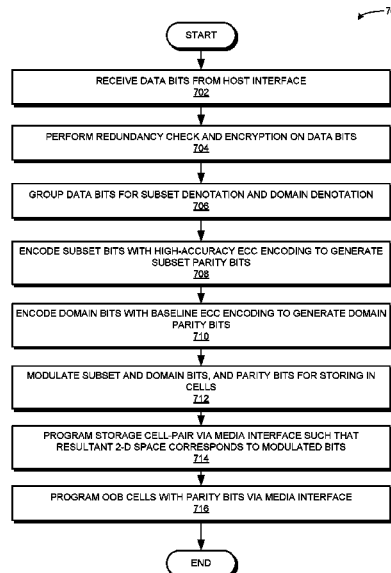 START
RECEIVE DATA BITS FROM HOST INTERFACE
702
PERFORM REDUNDANCY CHECK AND ENCRYPTION ON DATA BITS
704
GROUP DATA BITS FOR SUBSET DENOTATION AND DOMAIN DENOTATION
706
ENCODE SUBSET BITS WITH HIGH-ACCURACY ECC ENCODING TO GENERATE
SUBSET PARITY BITS
708
ENCODE DOMAIN BITS WITH BASELINE ECC ENCODING TO GENERATE DOMAIN
PARITY BITS
710
MODULATE SUBSET AND DOMAIN BITS, AND PARITY BITS FOR STORING IN
CELLS
712
PROGRAM STORAGE CELL-PAIR VIA MEDIA INTERFACE SUCH THAT
RESULTANT 2-D SPACE CORRESPONDS TO MODULATED BITS
714
PROGRAM OOB CELLS WITH PARITY BITS VIA MEDIA INTERFACE
716
END